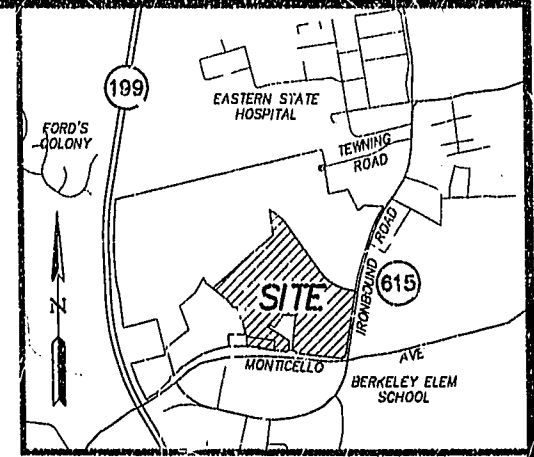 199
EASTERN STATE
HOSPITAL
FORD'S
COLONY
TEWNING
ROAD
IRONBOUND ROAD
615
SITE
N
MONTICELLO AVE
BERKELEY ELEM
SCHOOL